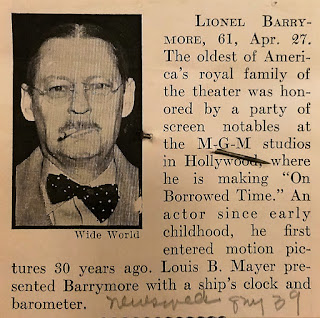 LIONEL BARRY-
MORE, 61, Apr. 27.
The oldest of Ameri-
ca's royal family of
the theater was hon-
ored by a party of
screen notables at
the M-G-M studios
in Hollywood, where
he is making "On
Borrowed Time." An
actor since early
childhood, he first
entered motion pic-
Wide World
tures 30 years ago. Louis B. Mayer pre-
sented Barrymore with a ship's clock and
barometer.
39